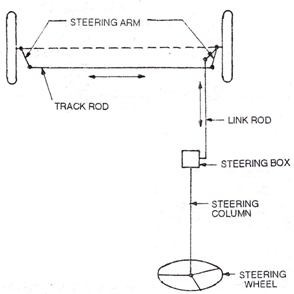 STEERING ARM
TRACK ROD
LINK ROD
STEERING BOX
STEERING
COLUMN
STEERING
WHEEL